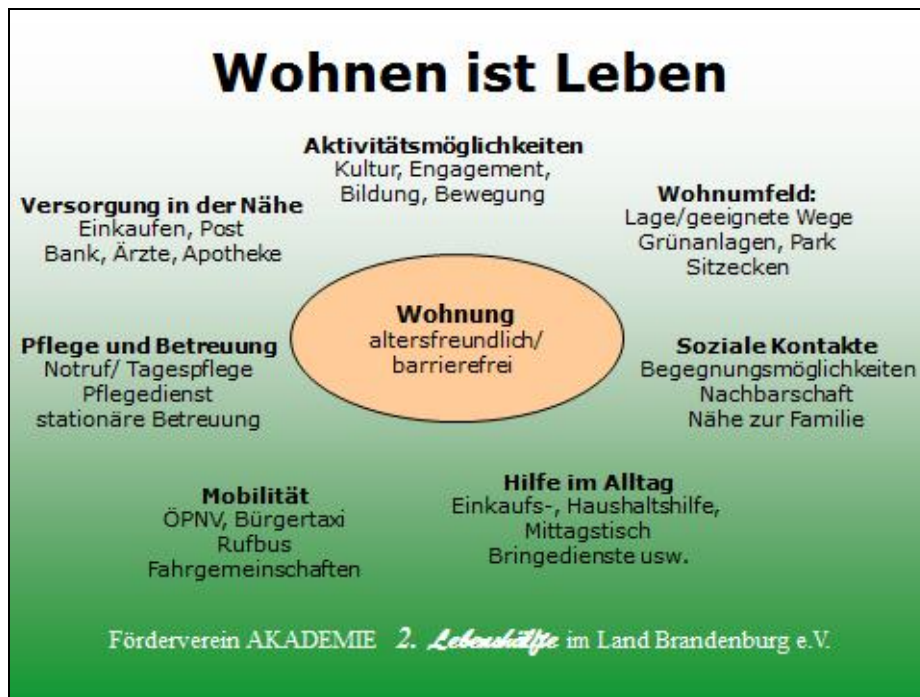 Wohnen ist Leben
Aktivitätsmöglichkeiten
Kultur, Engagement,
Bildung, Bewegung
Versorgung in der Nähe
Einkaufen, Post
Bank, Ärzte, Apotheke
Wohnumfeld:
Lage/geeignete Wege
Grünanlagen, Park
Sitzecken
Wohnung
altersfreundlich/
barrierefrei
Pflege und Betreuung
Notruf/ Tagespflege
Pflegedienst
stationäre Betreuung
Soziale Kontakte
Begegnungsmöglichkeiten
Nachbarschaft
Nähe zur Familie
Mobilität
ÖPNV, Bürgertaxi
Rufbus
Fahrgemeinschaften
Hilfe im Alltag
Einkaufs-, Haushaltshilfe,
Mittagstisch
Bringedienste usw.
Förderverein AKADEMIE 2. Lebenshälfte im Land Brandenburg e.V.